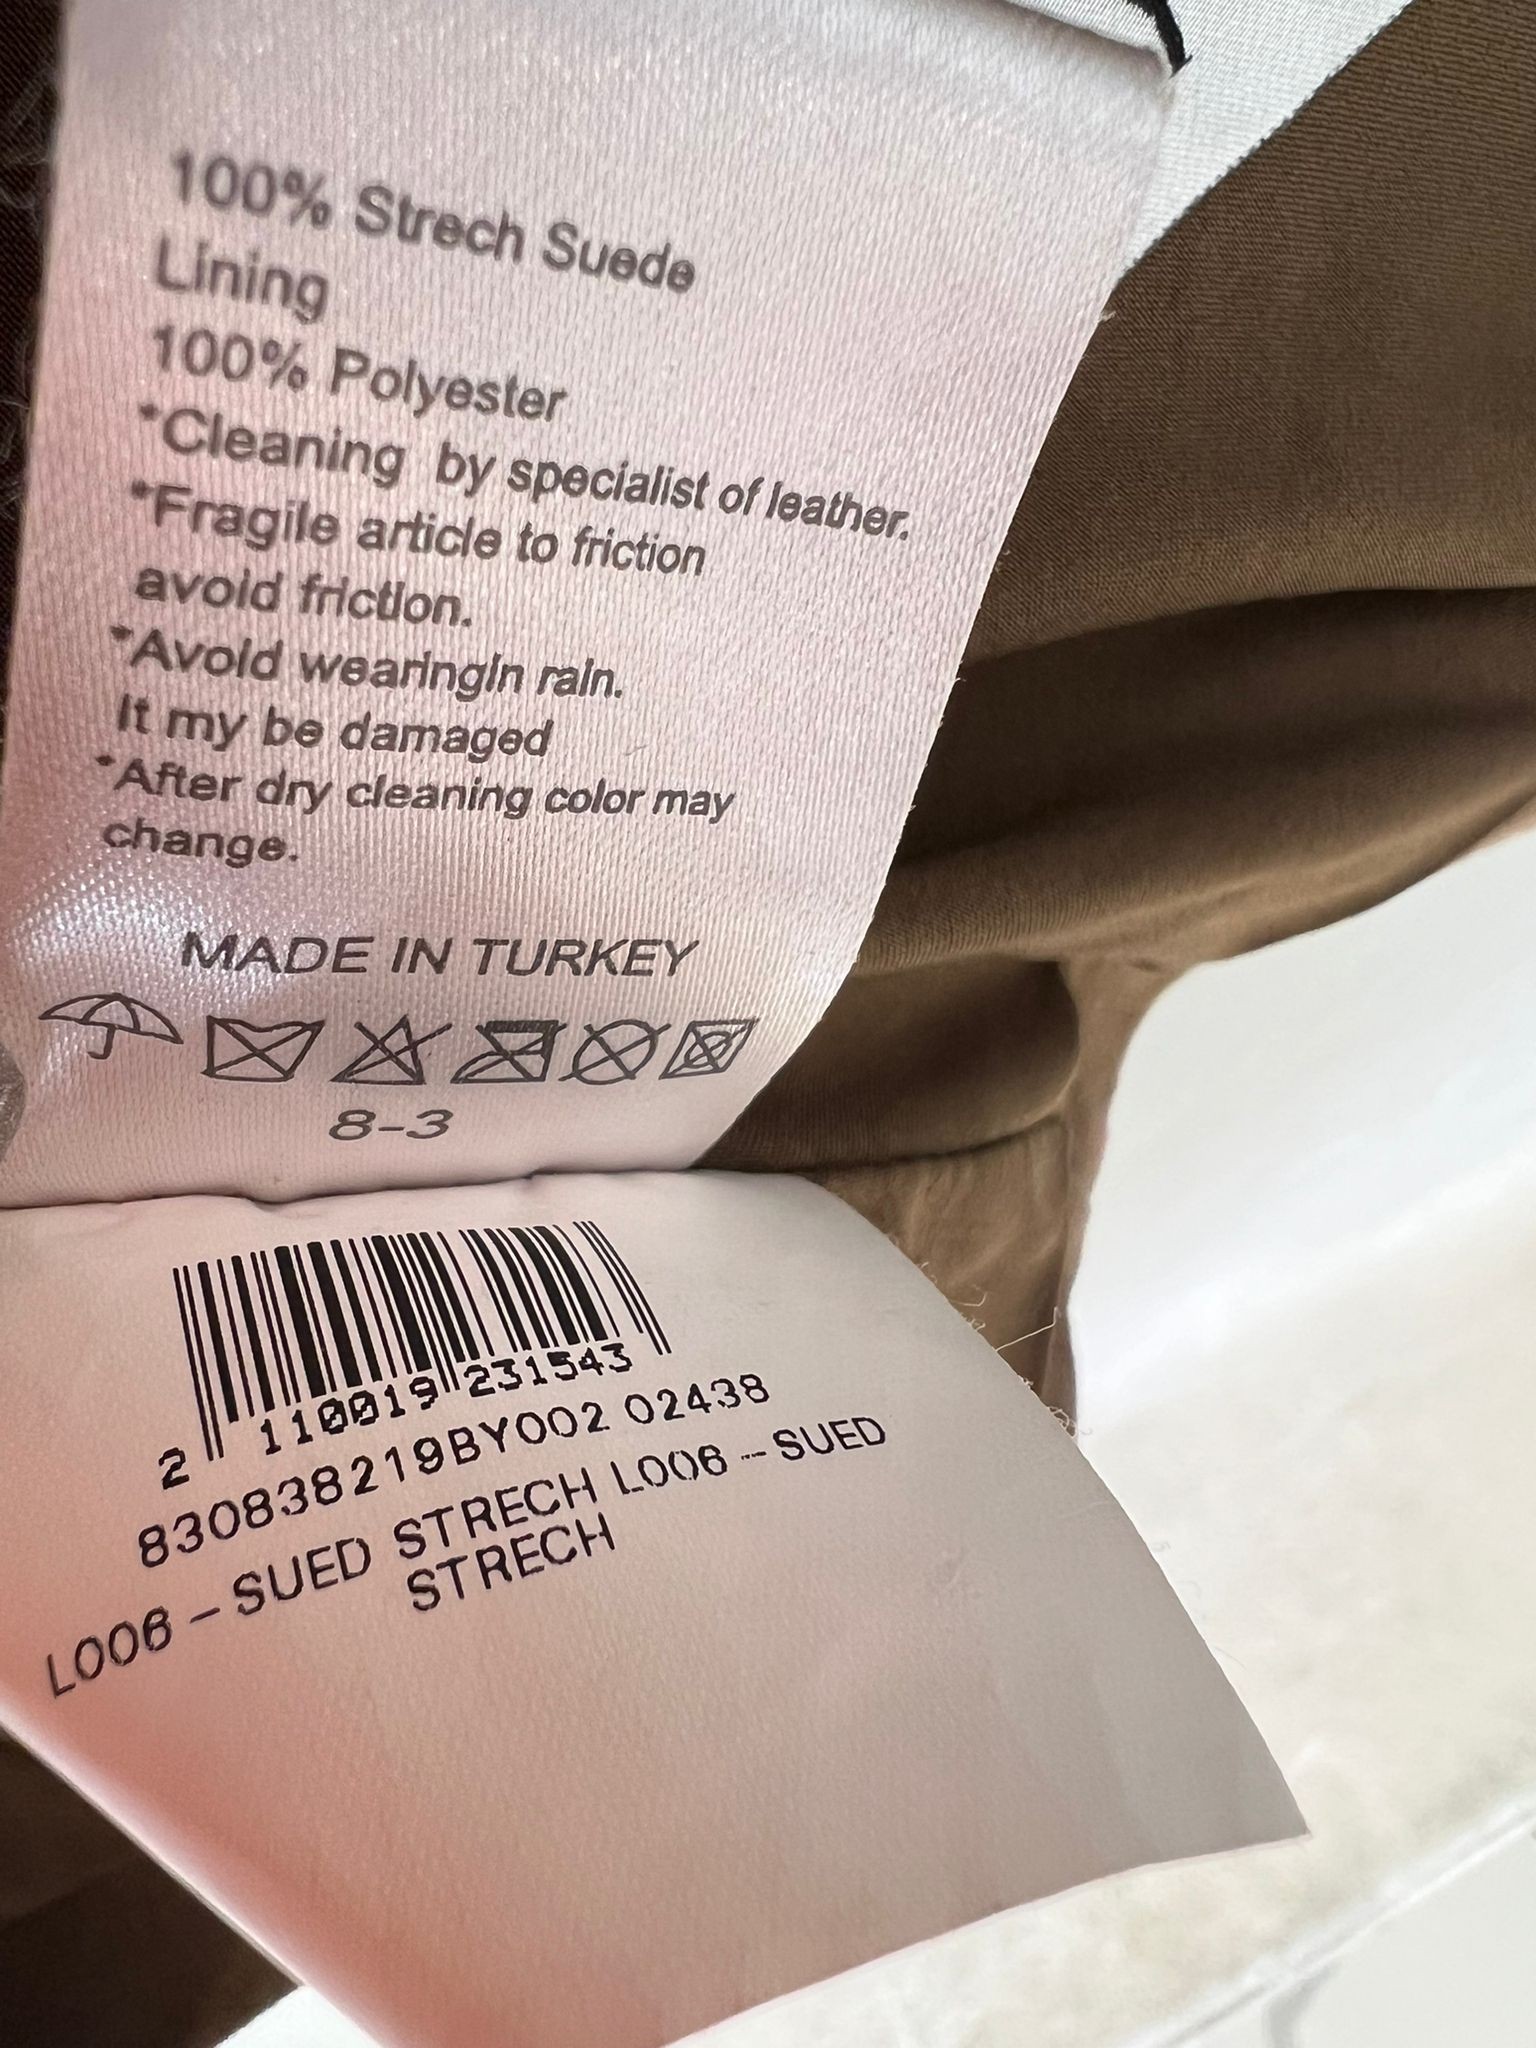 100% Strech Suede
Lining
100% Polyester
*Cleaning by specialist of leather.
*Fragile article to friction
avoid friction.
*Avoid wearingin rain.
It my be damaged
*After dry cleaning color may
change.
MADE IN TURKEY
8-3
2 110019 231543
830838219BY002 02438
L006 - SUED STRECH L006 - SUED
STRECH